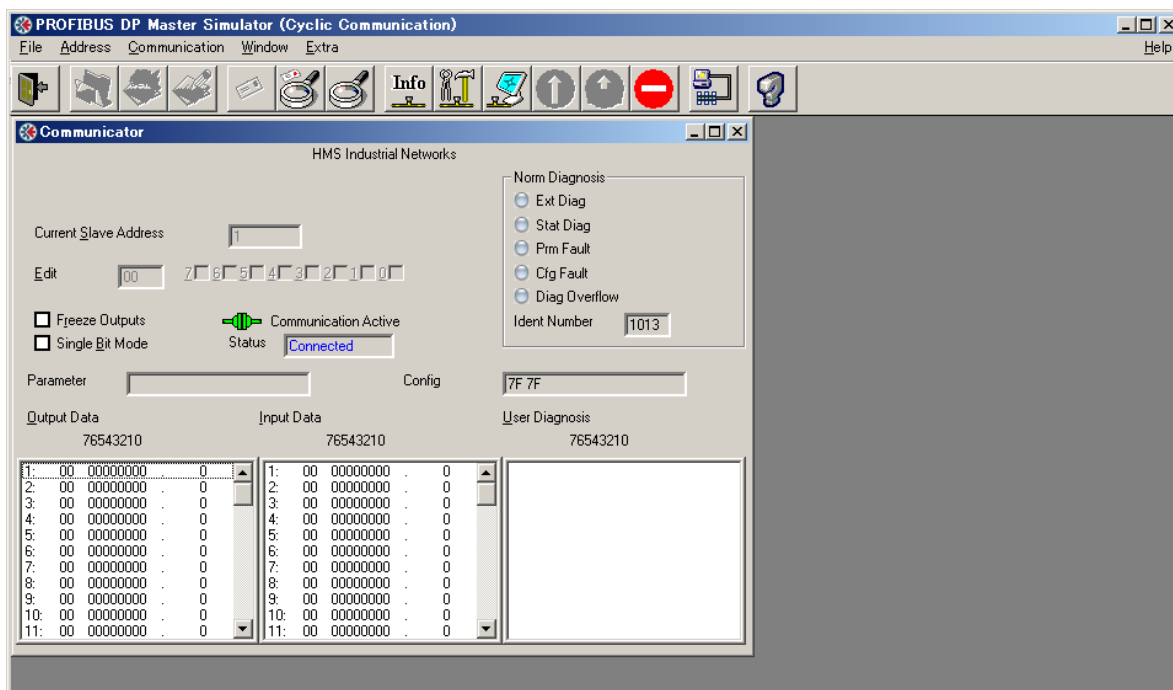 PROFIBUS DP Master Simulator (Cyclic Communication)
File Address Communication Window Extra Help
Info
Communicator
HMS Industrial Networks
Norm Diagnosis
Ext Diag
Stat Diag
Current Slave Address 1
Prm Fault
Edit 00 7 6 5 4 3 2 1 0
Cfg Fault
Diag Overflow
Freeze Outputs Communication Active
Ident Number 1013
Single Bit Mode Status Connected
Parameter Config 7F 7F
Output Data Input Data User Diagnosis
76543210 76543210 76543210
1: 00 00000000 . 0 1: 00 00000000 . 0
2: 00 00000000 . 0 2: 00 00000000 . 0
3: 00 00000000 . 0 3: 00 00000000 . 0
4: 00 00000000 . 0 4: 00 00000000 . 0
5: 00 00000000 . 0 5: 00 00000000 . 0
6: 00 00000000 . 0 6: 00 00000000 . 0
7: 00 00000000 . 0 7: 00 00000000 . 0
8: 00 00000000 . 0 8: 00 00000000 . 0
9: 00 00000000 . 0 9: 00 00000000 . 0
10: 00 00000000 . 0 10: 00 00000000 . 0
11: 00 00000000 . 0 11: 00 00000000 . 0